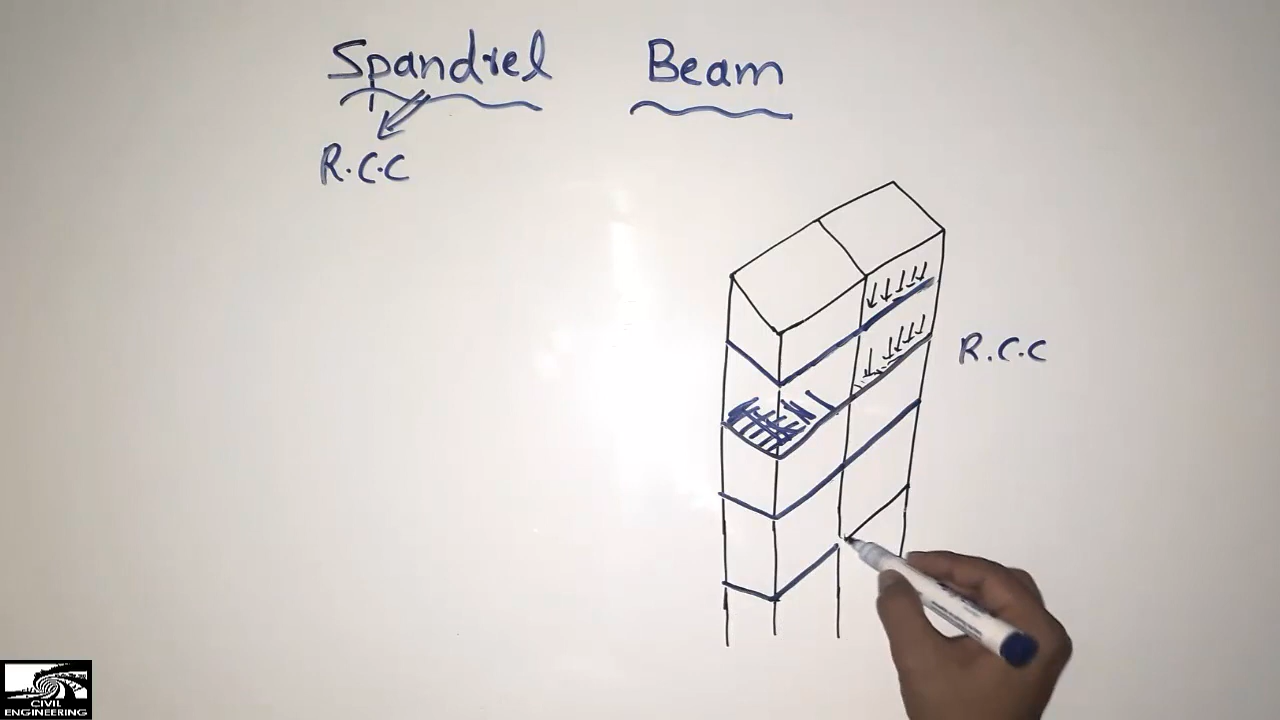 Spandrel Beam
R.C.C
R.C.C
CIVIL
ENGINEERING